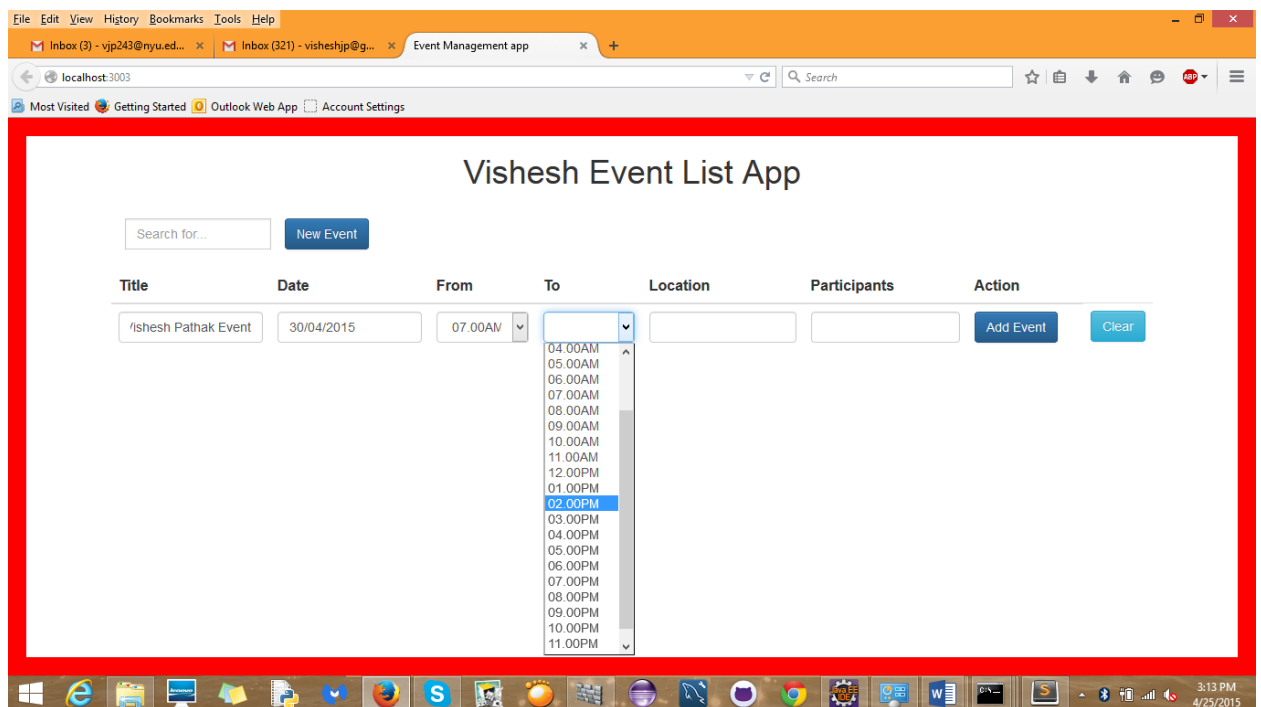 File Edit View History Bookmarks Tools Help
Inbox (3) - vjp243@nyu.ed... × Inbox (321) - visheshjp@g... × Event Management app × +
localhost:3003 Search ABP
Most Visited Getting Started Outlook Web App Account Settings
Vishesh Event List App
Search for... New Event
Title Date From To Location Participants Action
Vishesh Pathak Event 30/04/2015 07.00AM Add Event Clear
04.00AM
05.00AM
06.00AM
07.00AM
08.00AM
09.00AM
10.00AM
11.00AM
12.00PM
01.00PM
02.00PM
03.00PM
04.00PM
05.00PM
06.00PM
07.00PM
08.00PM
09.00PM
10.00PM
11.00PM
3:13 PM
4/25/2015